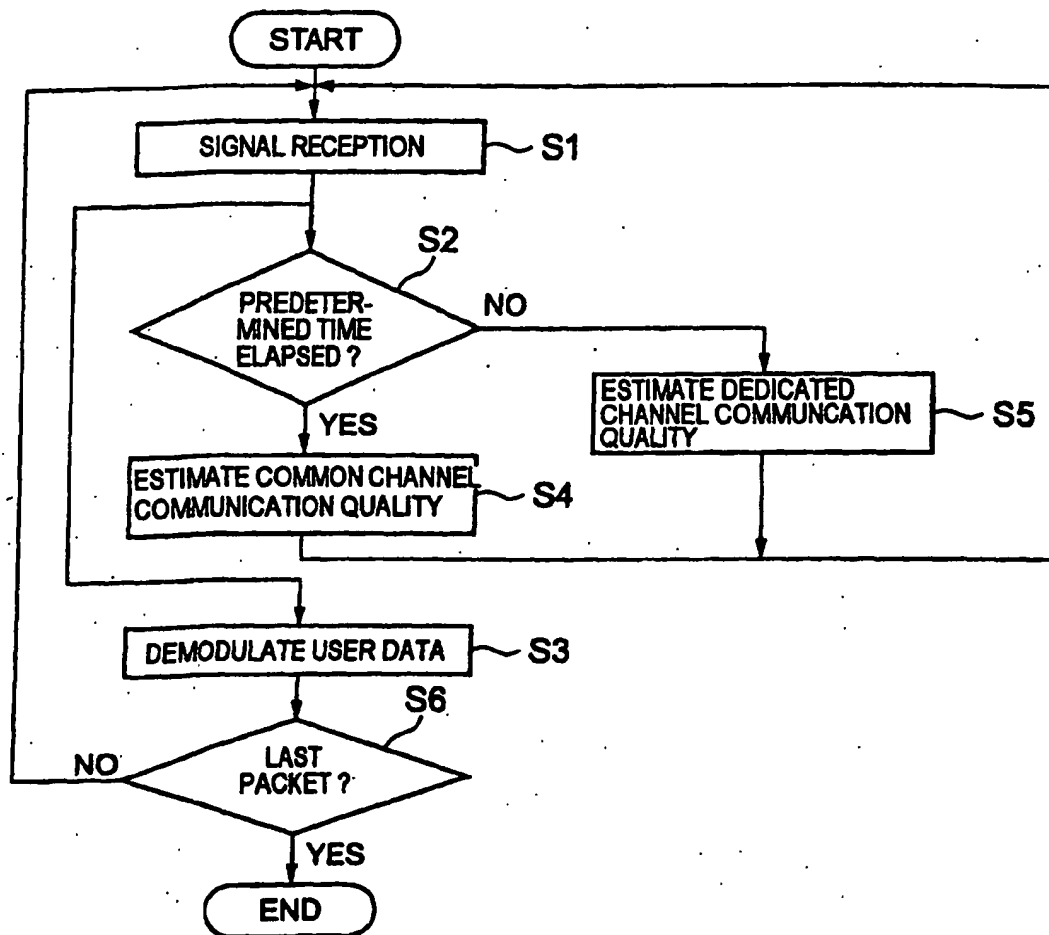 START
SIGNAL RECEPTION
S1
S2
PREDETER-
MINED TIME
ELAPSED ?
NO
YES
ESTIMATE DEDICATED
CHANNEL COMMUNCATION
QUALITY
S5
ESTIMATE COMMON CHANNEL
COMMUNICATION QUALITY
S4
DEMODULATE USER DATA
S3
S6
LAST
PACKET ?
NO
YES
END